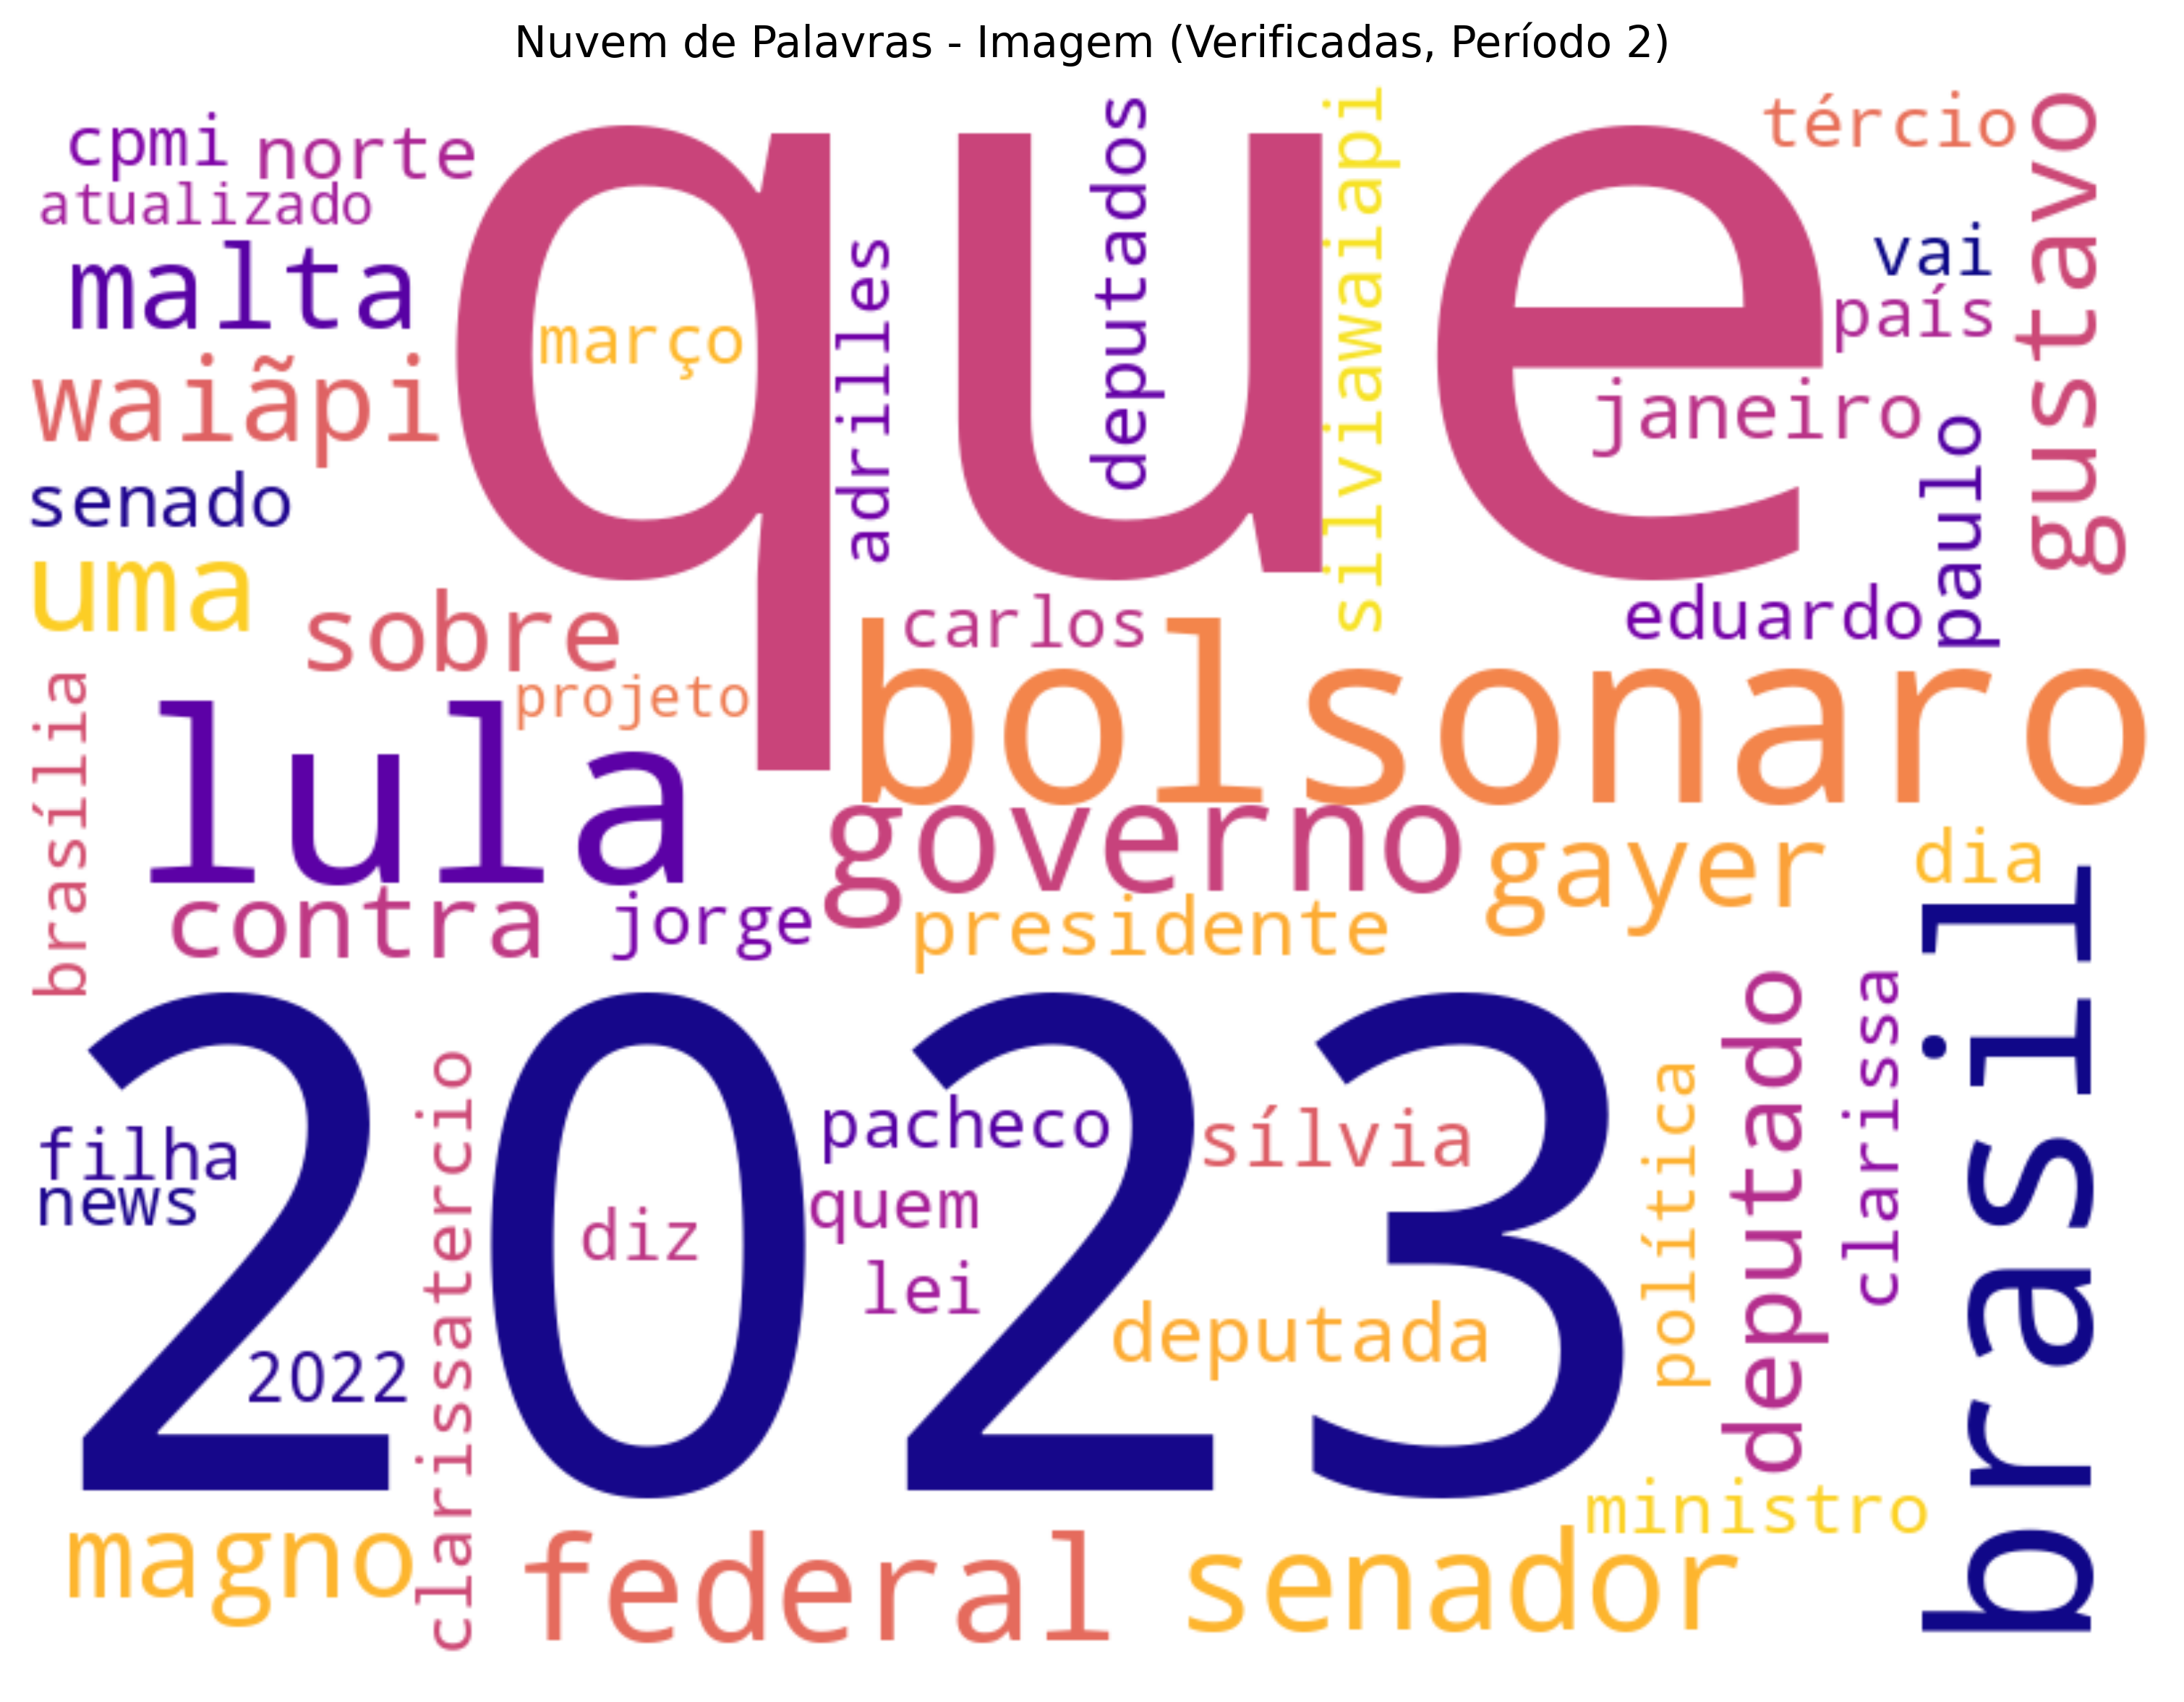 Nuvem de Palavras - Imagem (Verificadas, Período 2)
que
cpmi
norte
atualizado
malta
março
waiãpi
adrilles
deputados
silviawaiapi
tércio
gustavo
vai
país
janeiro
paulo
senado
uma
sobre
carlos
eduardo
projeto
bolsonaro
brasília
lula
governo
gayer
dia
contra
jorge
presidente
brasil
2023
deputado
clarissa
política
filha
news
clarissatercio
pacheco
sílvia
diz
quem
lei
2022
deputada
ministro
magno
federal
senador